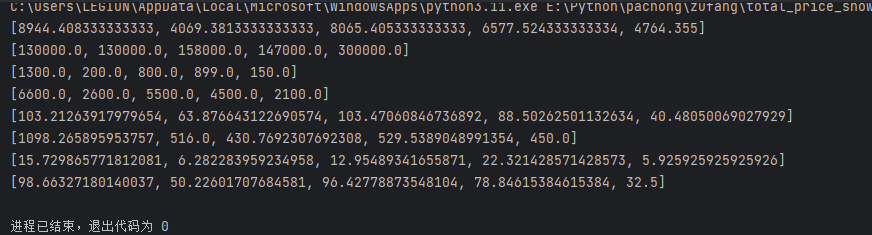 C:\Users\LEGION\AppData\Local\Microsoft\WindowsApps\python3.11.exe E:\Python\pachong\zufang\total_price_show
[8944.408333333333, 4069.3813333333333, 8065.405333333333, 6577.524333333334, 4764.355]
[130000.0, 130000.0, 158000.0, 147000.0, 300000.0]
[1300.0, 200.0, 800.0, 899.0, 150.0]
[6600.0, 2600.0, 5500.0, 4500.0, 2100.0]
[103.21263917979654, 63.876643122690574, 103.47060846736892, 88.50262501132634, 40.48050069027929]
[1098.265895953757, 516.0, 430.7692307692308, 529.5389048991354, 450.0]
[15.729865771812081, 6.282283959234958, 12.95489341655871, 22.321428571428573, 5.925925925925926]
[98.66327180140037, 50.22601707684581, 96.42778873548104, 78.84615384615384, 32.5]
进程已结束，退出代码为 0